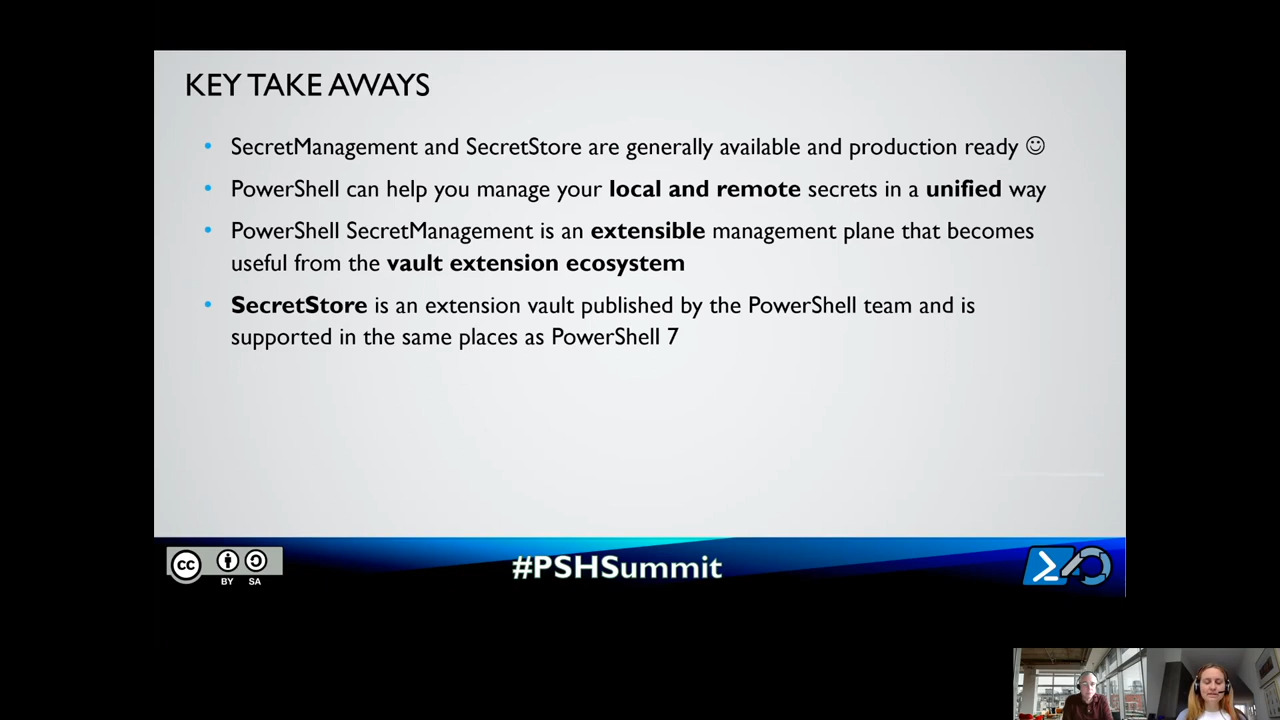 KEY TAKE AWAYS
• SecretManagement and SecretStore are generally available and production ready ☺
• PowerShell can help you manage your local and remote secrets in a unified way
• PowerShell SecretManagement is an extensible management plane that becomes
useful from the vault extension ecosystem
• SecretStore is an extension vault published by the PowerShell team and is
supported in the same places as PowerShell 7
cc
BY SA
#PSHSummit